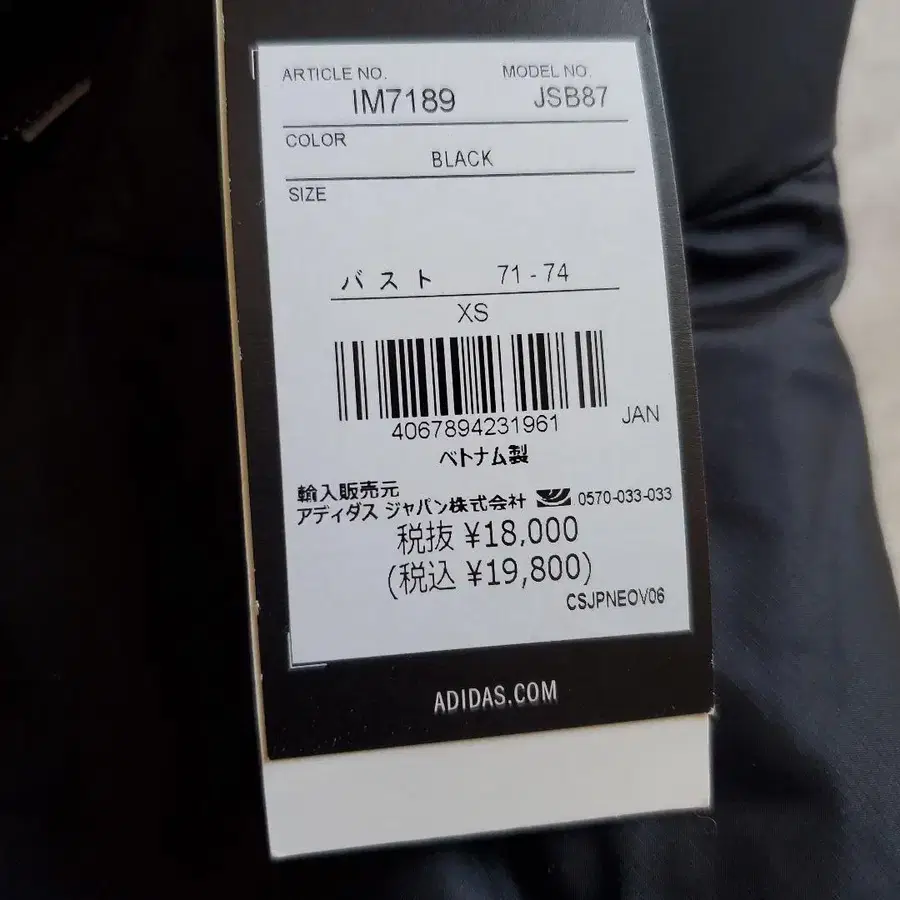 ARTICLE NO. MODEL NO.
IM7189 JSB87
COLOR
BLACK
SIZE
バスト 71 - 74
XS
4067894231961 JAN
ベトナム製
輸入販売元
アディダス ジャパン株式会社 0570-033-033
税抜 ¥18,000
(税込 ¥19,800)
CSJPNEOV06
ADIDAS.COM